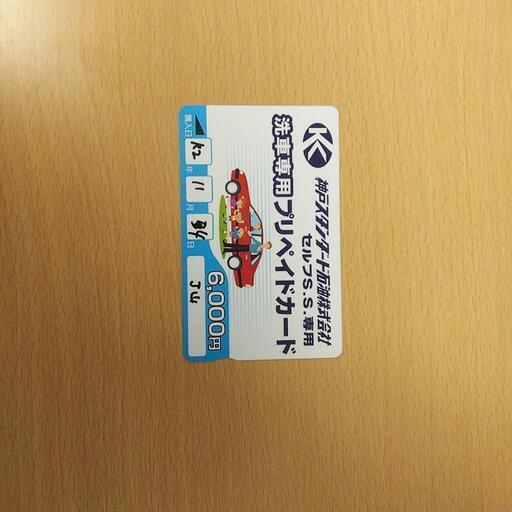 K
神戸スタンダード石油株式会社
セルフS.S.専用
洗車専用プリペイドカード
6,000円
購入日 年 11 月 日